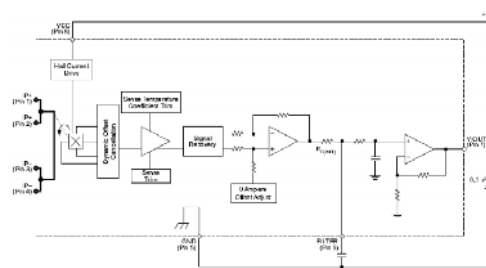 VCC
(Pin 8)
Hall Current
Drive
IP+
(Pin 1)
IP+
(Pin 2)
IP−
(Pin 3)
IP−
(Pin 4)
Dynamic Offset
Cancellation
Sense Temperature
Coefficient Trim
Sense
Trim
Signal
Recovery
0 Ampere
Offset Adjust
VIOUT
(Pin 7)
GND
(Pin 5)
FILTER
(Pin 6)